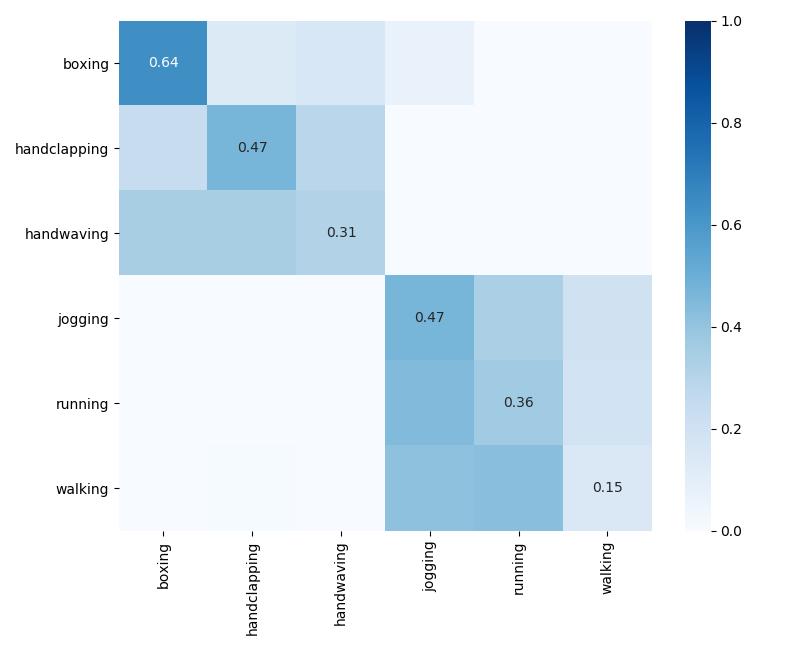 boxing
handclapping
handwaving
jogging
running
walking
0.64
0.47
0.31
0.47
0.36
0.15
boxing
handclapping
handwaving
jogging
running
walking
1.0
0.8
0.6
0.4
0.2
0.0